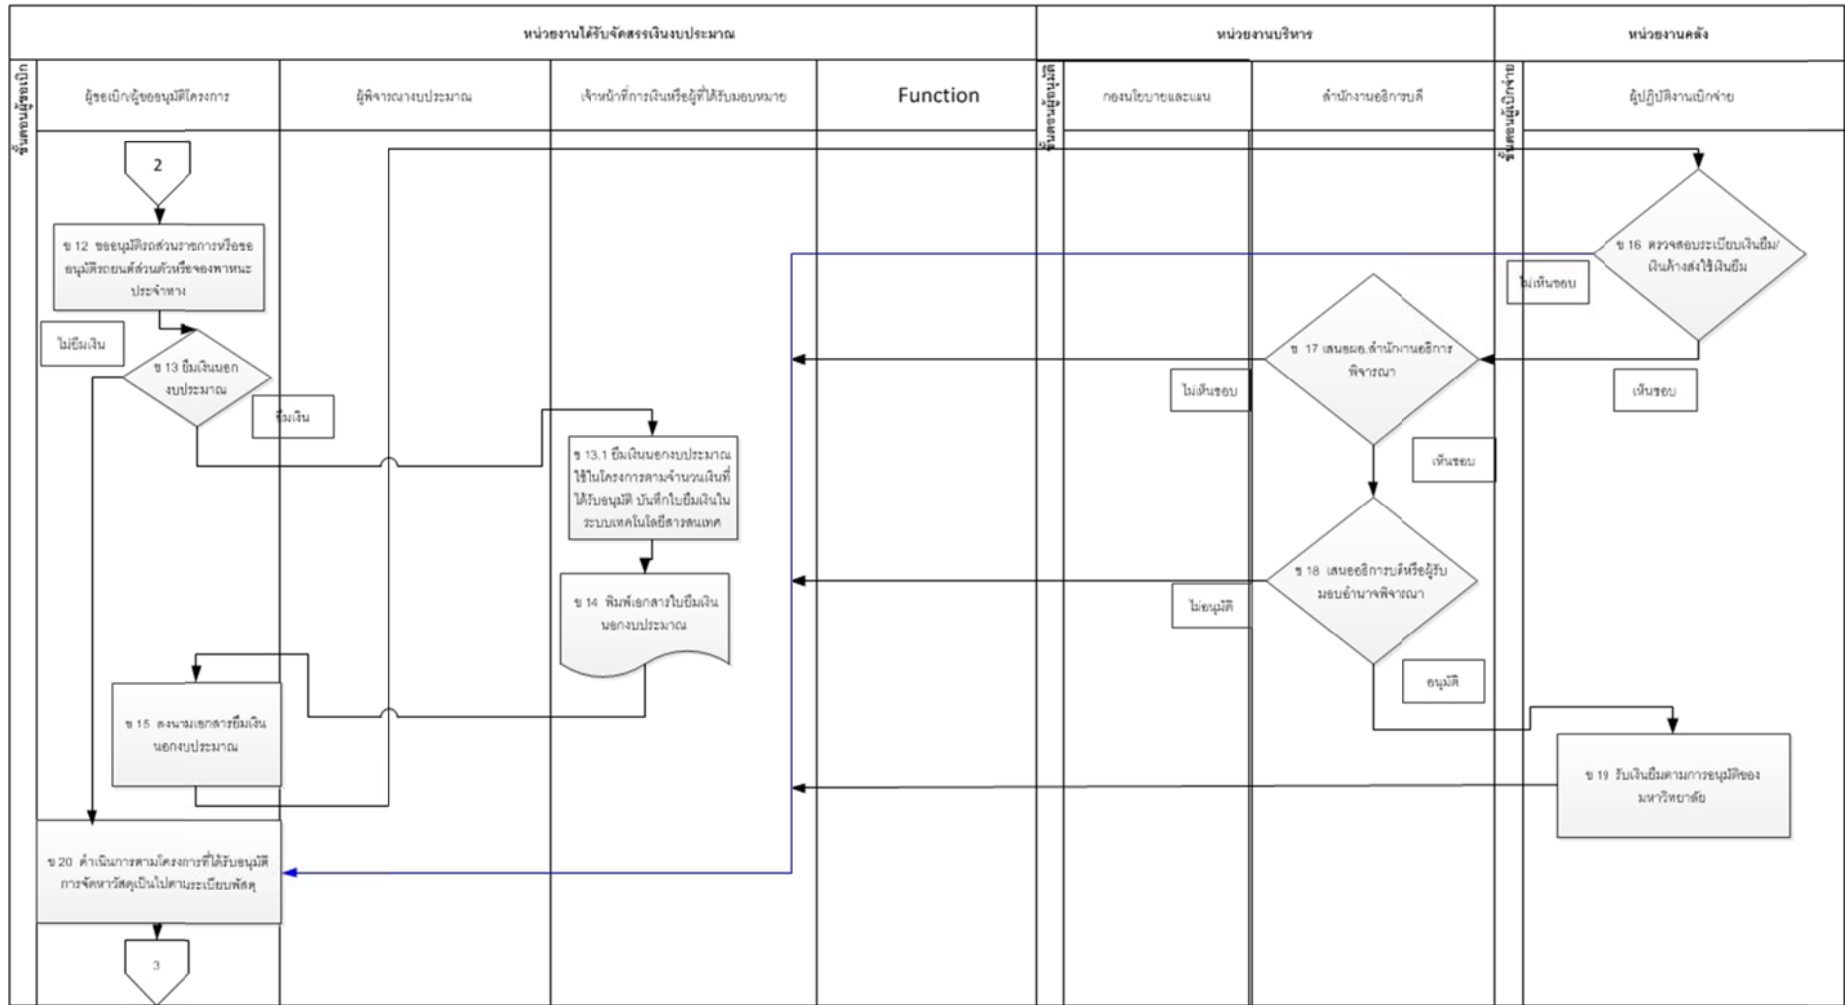 หน่วยงานได้รับจัดสรรเงินงบประมาณ
หน่วยงานบริหาร
หน่วยงานคลัง
ขั้นตอนผู้ขอเบิก
ผู้ขอเบิก/ผู้ขออนุมัติโครงการ
ผู้พิจารณางบประมาณ
เจ้าหน้าที่การเงินหรือผู้ที่ได้รับมอบหมาย
Function
ขั้นตอนผู้อนุมัติ
กองนโยบายและแผน
สำนักงานอธิการบดี
ขั้นตอนผู้เบิกจ่าย
ผู้ปฏิบัติงานเบิกจ่าย
2
ข 12 ขออนุมัติรถส่วนราชการหรือขอ
อนุมัติรถยนต์ส่วนตัวหรือจองพาหนะ
ประจำทาง
ไม่ยืมเงิน
ข 13 ยืมเงินนอก
งบประมาณ
ยืมเงิน
ข 13.1 ยืมเงินนอกงบประมาณ
ใช้ในโครงการตามจำนวนเงินที่
ได้รับอนุมัติ บันทึกใบยืมเงินใน
ระบบเทคโนโลยีสารสนเทศ
ข 14 พิมพ์เอกสารใบยืมเงิน
นอกงบประมาณ
ข 15 ลงนามเอกสารยืมเงิน
นอกงบประมาณ
ข 16 ตรวจสอบระเบียบเงินยืม/
เงินค้างส่งใช้เงินยืม
ไม่เห็นชอบ
เห็นชอบ
ข 17 เสนอผอ.สำนักงานอธิการ
พิจารณา
ไม่เห็นชอบ
เห็นชอบ
ข 18 เสนออธิการบดีหรือผู้รับ
มอบอำนาจพิจารณา
ไม่อนุมัติ
อนุมัติ
ข 19 รับเงินยืมตามการอนุมัติของ
มหาวิทยาลัย
ข 20 ดำเนินการตามโครงการที่ได้รับอนุมัติ
การจัดหาวัสดุเป็นไปตามระเบียบพัสดุ
3